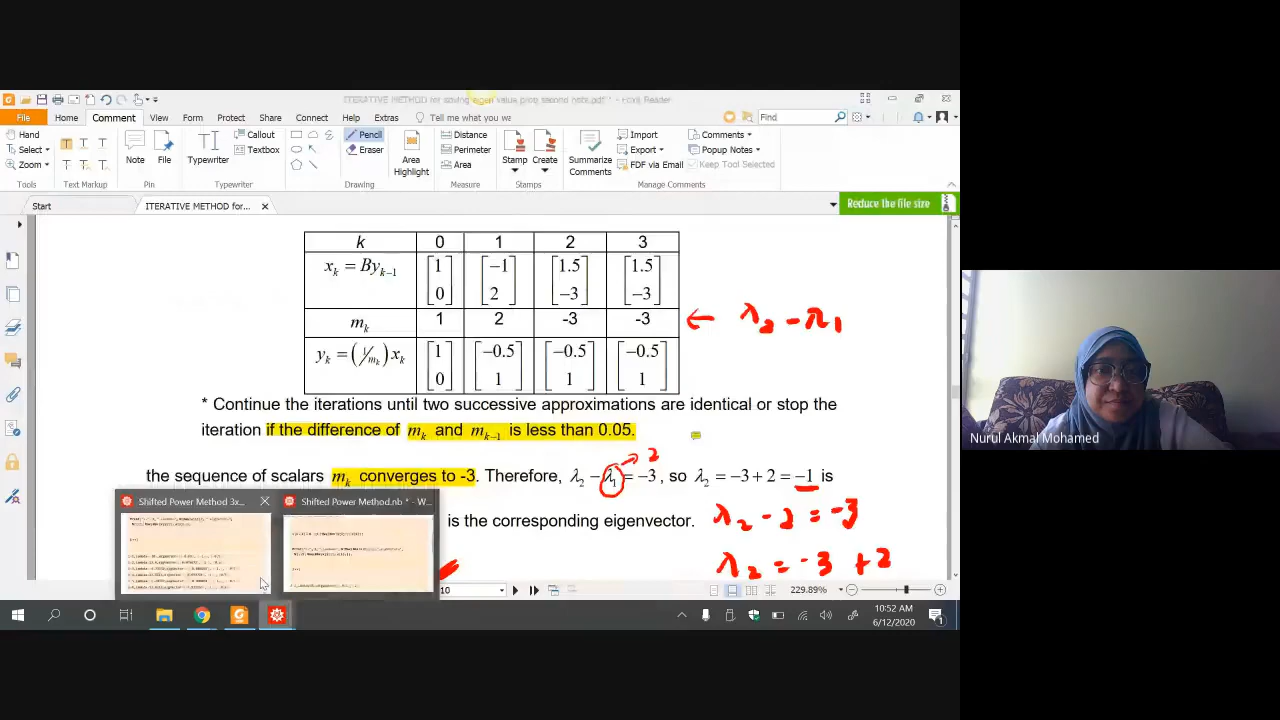 File Home Comment View Form Protect Share Connect Help Extras Tell me what you wa Find
Hand
Select
Zoom
Tools
Text Markup
Note
File
Pin
Typewriter
Callout
Textbox
Typewriter
Pencil
Eraser
Drawing
Area
Highlight
Distance
Perimeter
Area
Measure
Stamp
Create
Stamps
Summarize
Comments
Import
Export
FDF via Email
Comments
Popup Notes
Keep Tool Selected
Manage Comments
Start
ITERATIVE METHOD for...
Reduce the file size
k 0 1 2 3
x_k = By_{k-1} [1 0] [−1 2] [1.5 −3] [1.5 −3]
m_k 1 2 -3 -3
← λ₂ − λ₁
y_k = (1/m_k) x_k [1 0] [−0.5 1] [−0.5 1] [−0.5 1]
* Continue the iterations until two successive approximations are identical or stop the
iteration if the difference of m_k and m_{k−1} is less than 0.05.
2
the sequence of scalars m_k converges to -3. Therefore, λ₂ − λ₁ = −3, so λ₂ = −3 + 2 = −1 is
is the corresponding eigenvector.
λ₂ − 2 = −3
λ₂ = −3 + 2
Shifted Power Method 3x...
Shifted Power Method.nb * - W...
10
229.89%
10:52 AM
6/12/2020
Nurul Akmal Mohamed